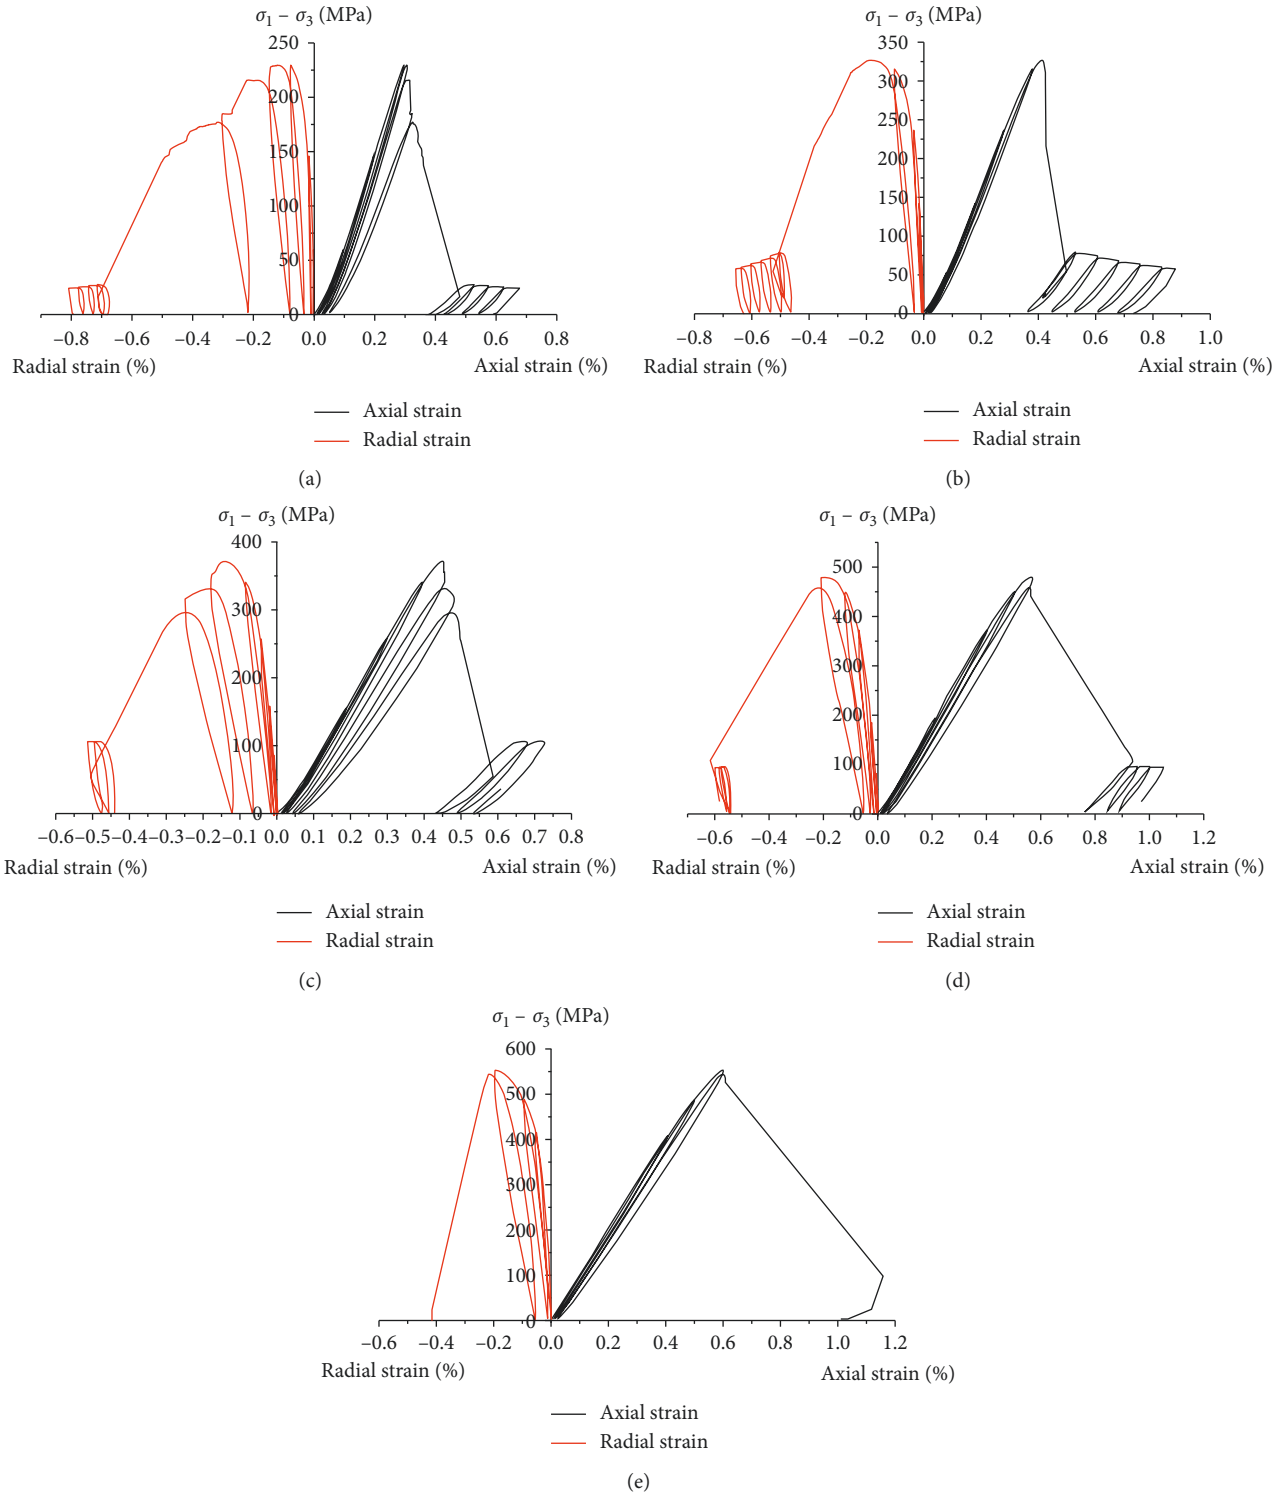 σ1 – σ3 (MPa)
250
200
150
100
50
0
–0.8 –0.6 –0.4 –0.2 0.0 0.2 0.4 0.6 0.8
Radial strain (%) Axial strain (%)
Axial strain
Radial strain
(a)
σ1 – σ3 (MPa)
350
300
250
200
150
100
50
0
–0.8 –0.6 –0.4 –0.2 0.0 0.2 0.4 0.6 0.8 1.0
Radial strain (%) Axial strain (%)
Axial strain
Radial strain
(b)
σ1 – σ3 (MPa)
400
300
200
100
0
–0.6 –0.5 –0.4 –0.3 –0.2 –0.1 0.0 0.1 0.2 0.3 0.4 0.5 0.6 0.7 0.8
Radial strain (%) Axial strain (%)
Axial strain
Radial strain
(c)
σ1 – σ3 (MPa)
500
400
300
200
100
0
–0.6 –0.4 –0.2 0.0 0.2 0.4 0.6 0.8 1.0 1.2
Radial strain (%) Axial strain (%)
Axial strain
Radial strain
(d)
σ1 – σ3 (MPa)
600
500
400
300
200
100
0
–0.6 –0.4 –0.2 0.0 0.2 0.4 0.6 0.8 1.0 1.2
Radial strain (%) Axial strain (%)
Axial strain
Radial strain
(e)